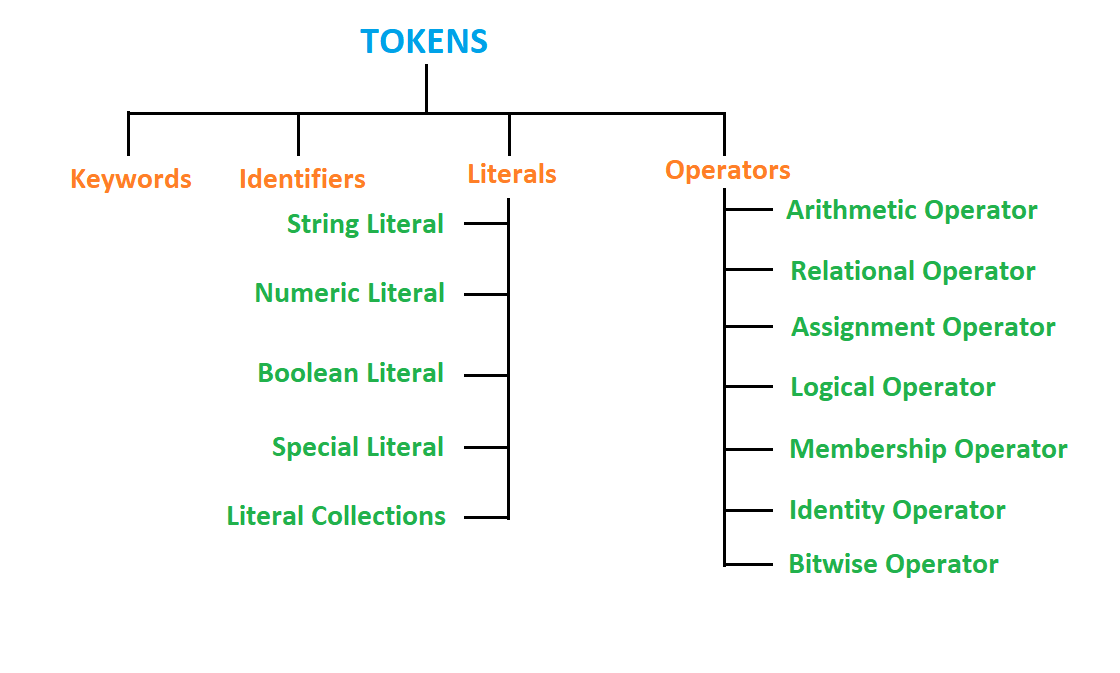 TOKENS
Keywords
Identifiers
Literals
Operators
String Literal
Numeric Literal
Boolean Literal
Special Literal
Literal Collections
Arithmetic Operator
Relational Operator
Assignment Operator
Logical Operator
Membership Operator
Identity Operator
Bitwise Operator